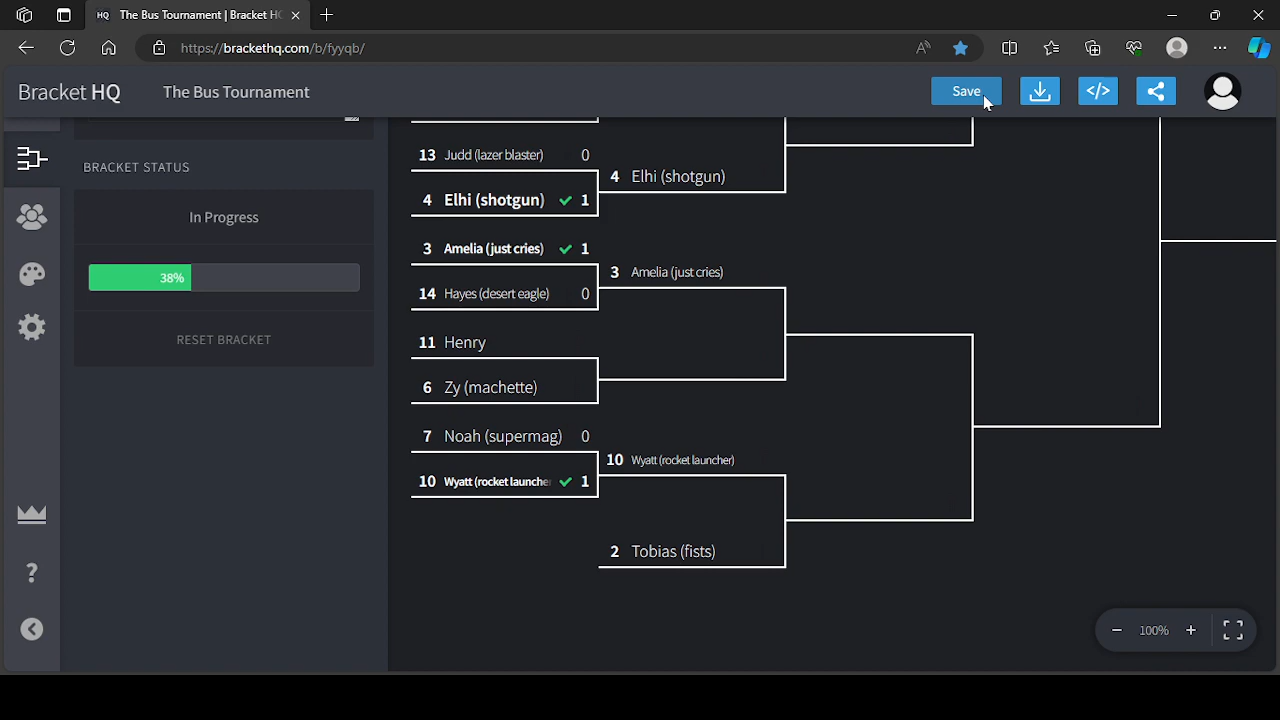 HQ The Bus Tournament | Bracket HQ
https://brackethq.com/b/fyyqb/
Bracket HQ
The Bus Tournament
Save
</>
BRACKET STATUS
In Progress
38%
RESET BRACKET
13 Judd (lazer blaster) 0
4 Elhi (shotgun) 1
4 Elhi (shotgun)
3 Amelia (just cries) 1
14 Hayes (desert eagle) 0
3 Amelia (just cries)
11 Henry
6 Zy (machette)
7 Noah (supermag) 0
10 Wyatt (rocket launcher 1
10 Wyatt (rocket launcher)
2 Tobias (fists)
?
100%